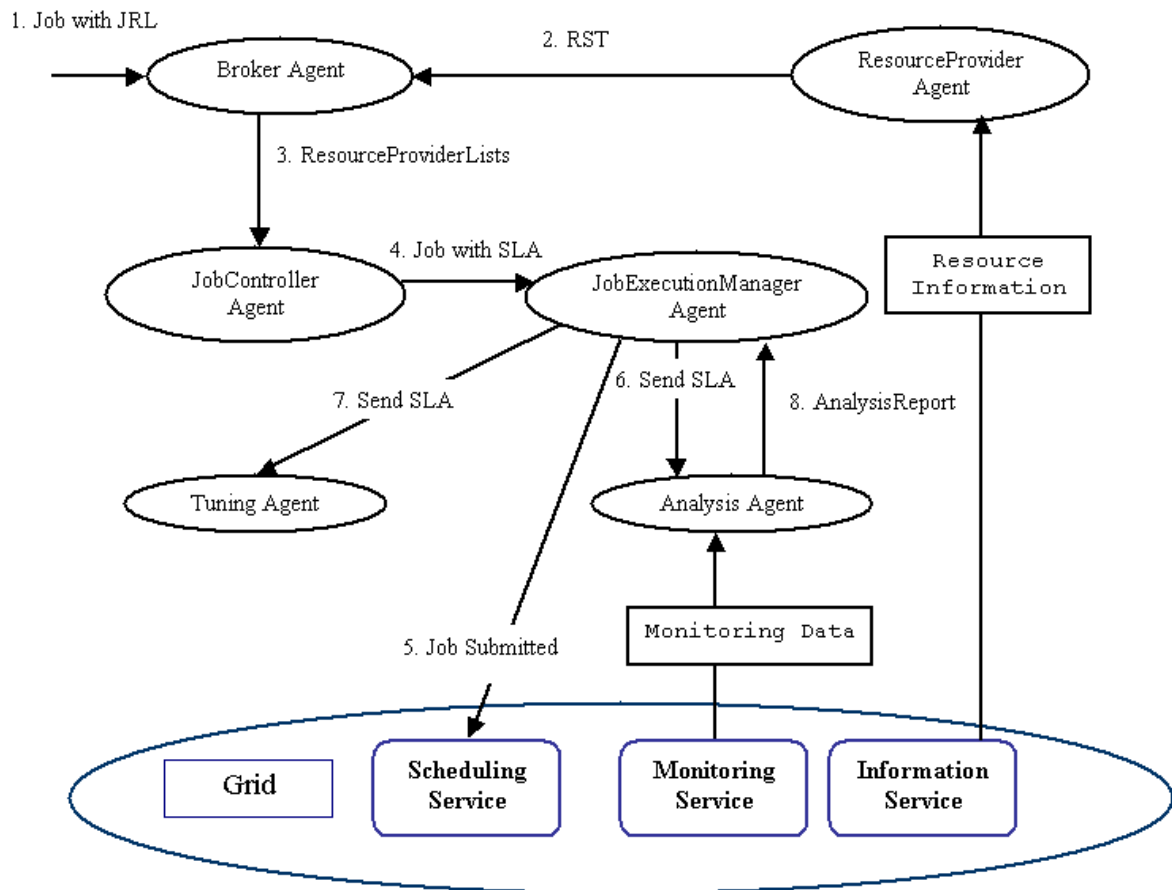 1. Job with JRL
2. RST
Broker Agent
ResourceProvider
Agent
3. ResourceProviderLists
4. Job with SLA
JobController
Agent
JobExecutionManager
Agent
Resource
Information
6. Send SLA
7. Send SLA
8. AnalysisReport
Tuning Agent
Analysis Agent
Monitoring Data
5. Job Submitted
Grid
Scheduling
Service
Monitoring
Service
Information
Service